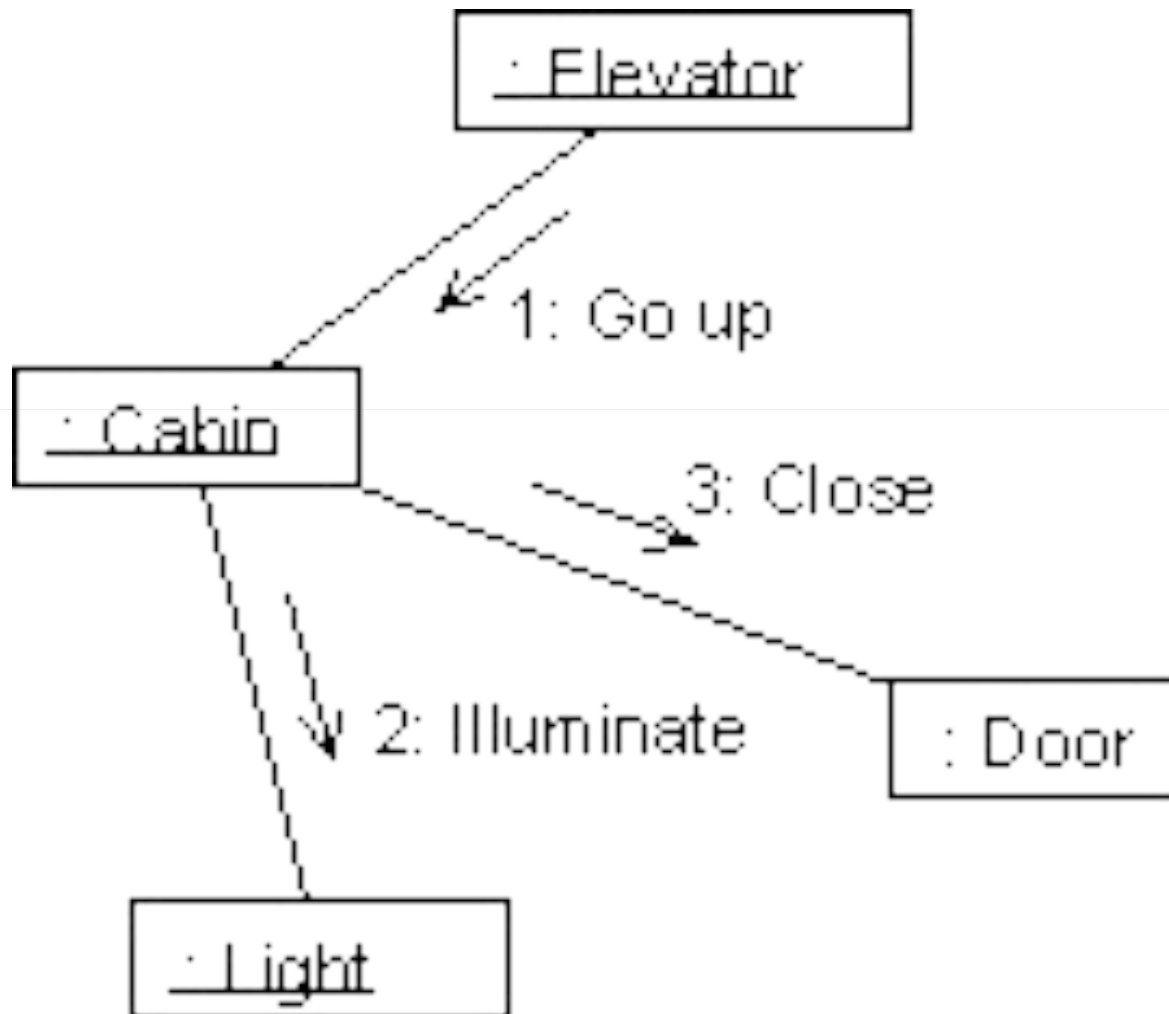 : Elevator
1: Go up
: Cabin
3: Close
2: Illuminate
: Door
: Light